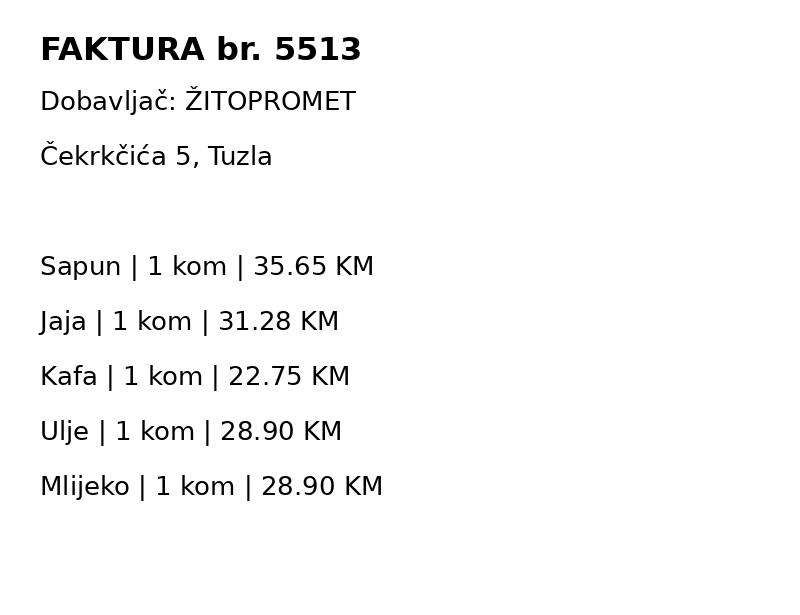 FAKTURA br. 5513
Dobavljač: ŽITOPROMET
Čekrkčića 5, Tuzla
Sapun | 1 kom | 35.65 KM
Jaja | 1 kom | 31.28 KM
Kafa | 1 kom | 22.75 KM
Ulje | 1 kom | 28.90 KM
Mlijeko | 1 kom | 28.90 KM